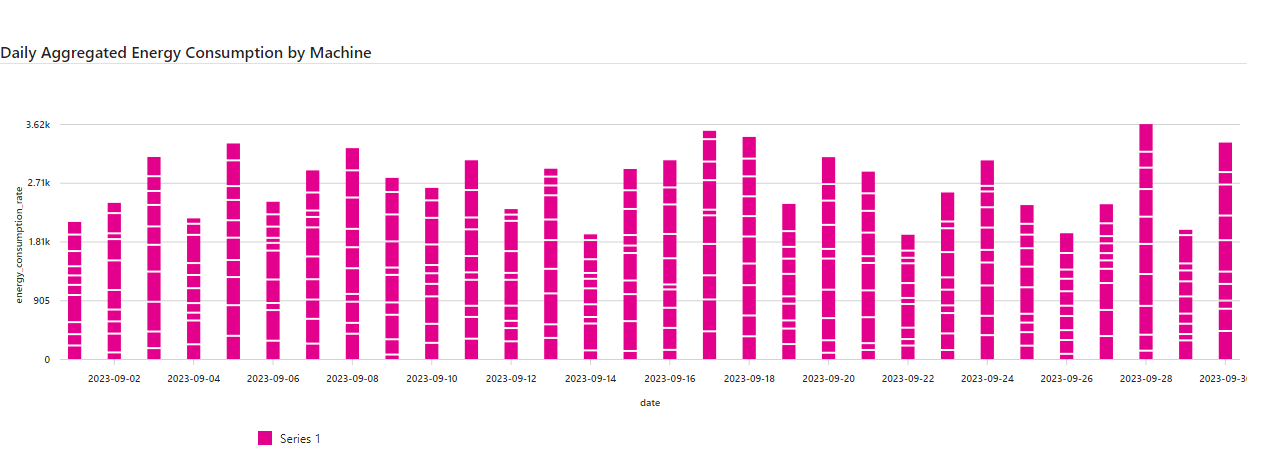 Daily Aggregated Energy Consumption by Machine
3.62k
2.71k
1.81k
905
0
energy_consumption_rate
2023-09-02 2023-09-04 2023-09-06 2023-09-08 2023-09-10 2023-09-12 2023-09-14 2023-09-16 2023-09-18 2023-09-20 2023-09-22 2023-09-24 2023-09-26 2023-09-28 2023-09-30
date
Series 1